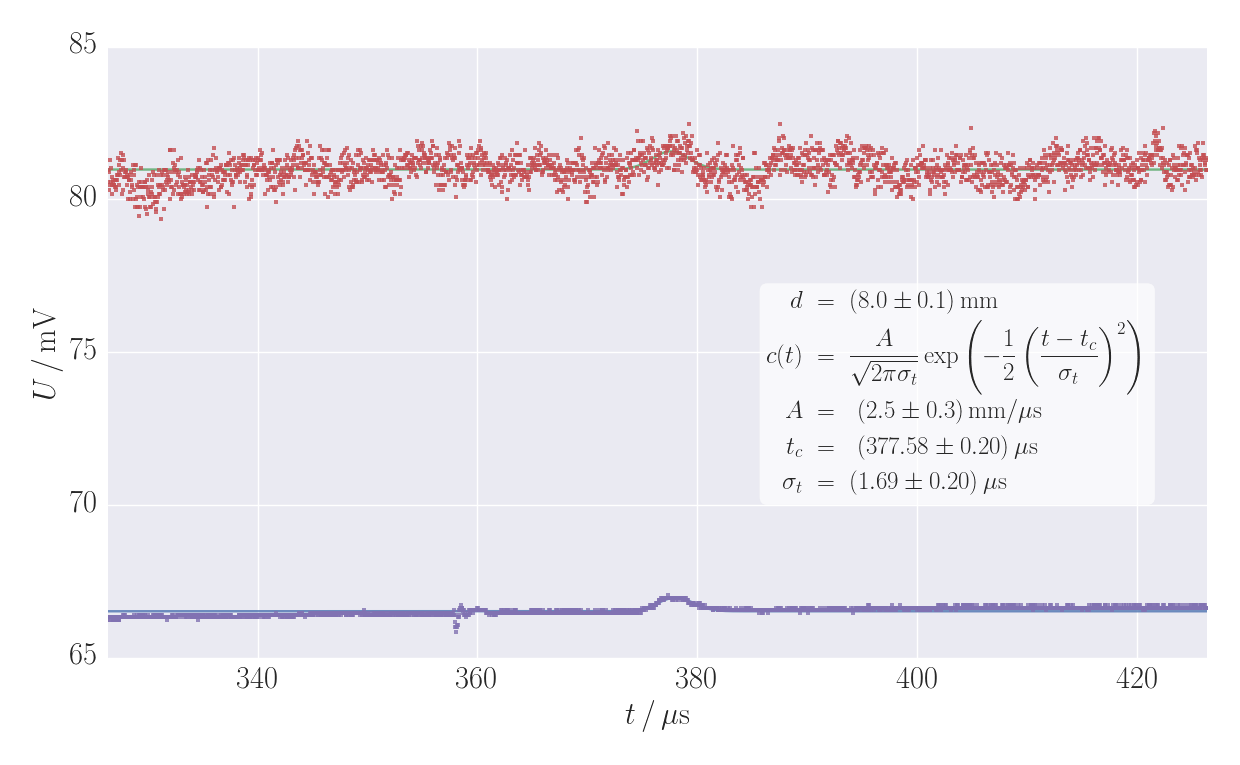 85
80
75
70
65
U / mV
d = (8.0 ± 0.1) mm
c(t) = A / √(2πσ_t) exp(−1/2 ((t − t_c) / σ_t)²)
A = (2.5 ± 0.3) mm/μs
t_c = (377.58 ± 0.20) μs
σ_t = (1.69 ± 0.20) μs
340 360 380 400 420
t / μs